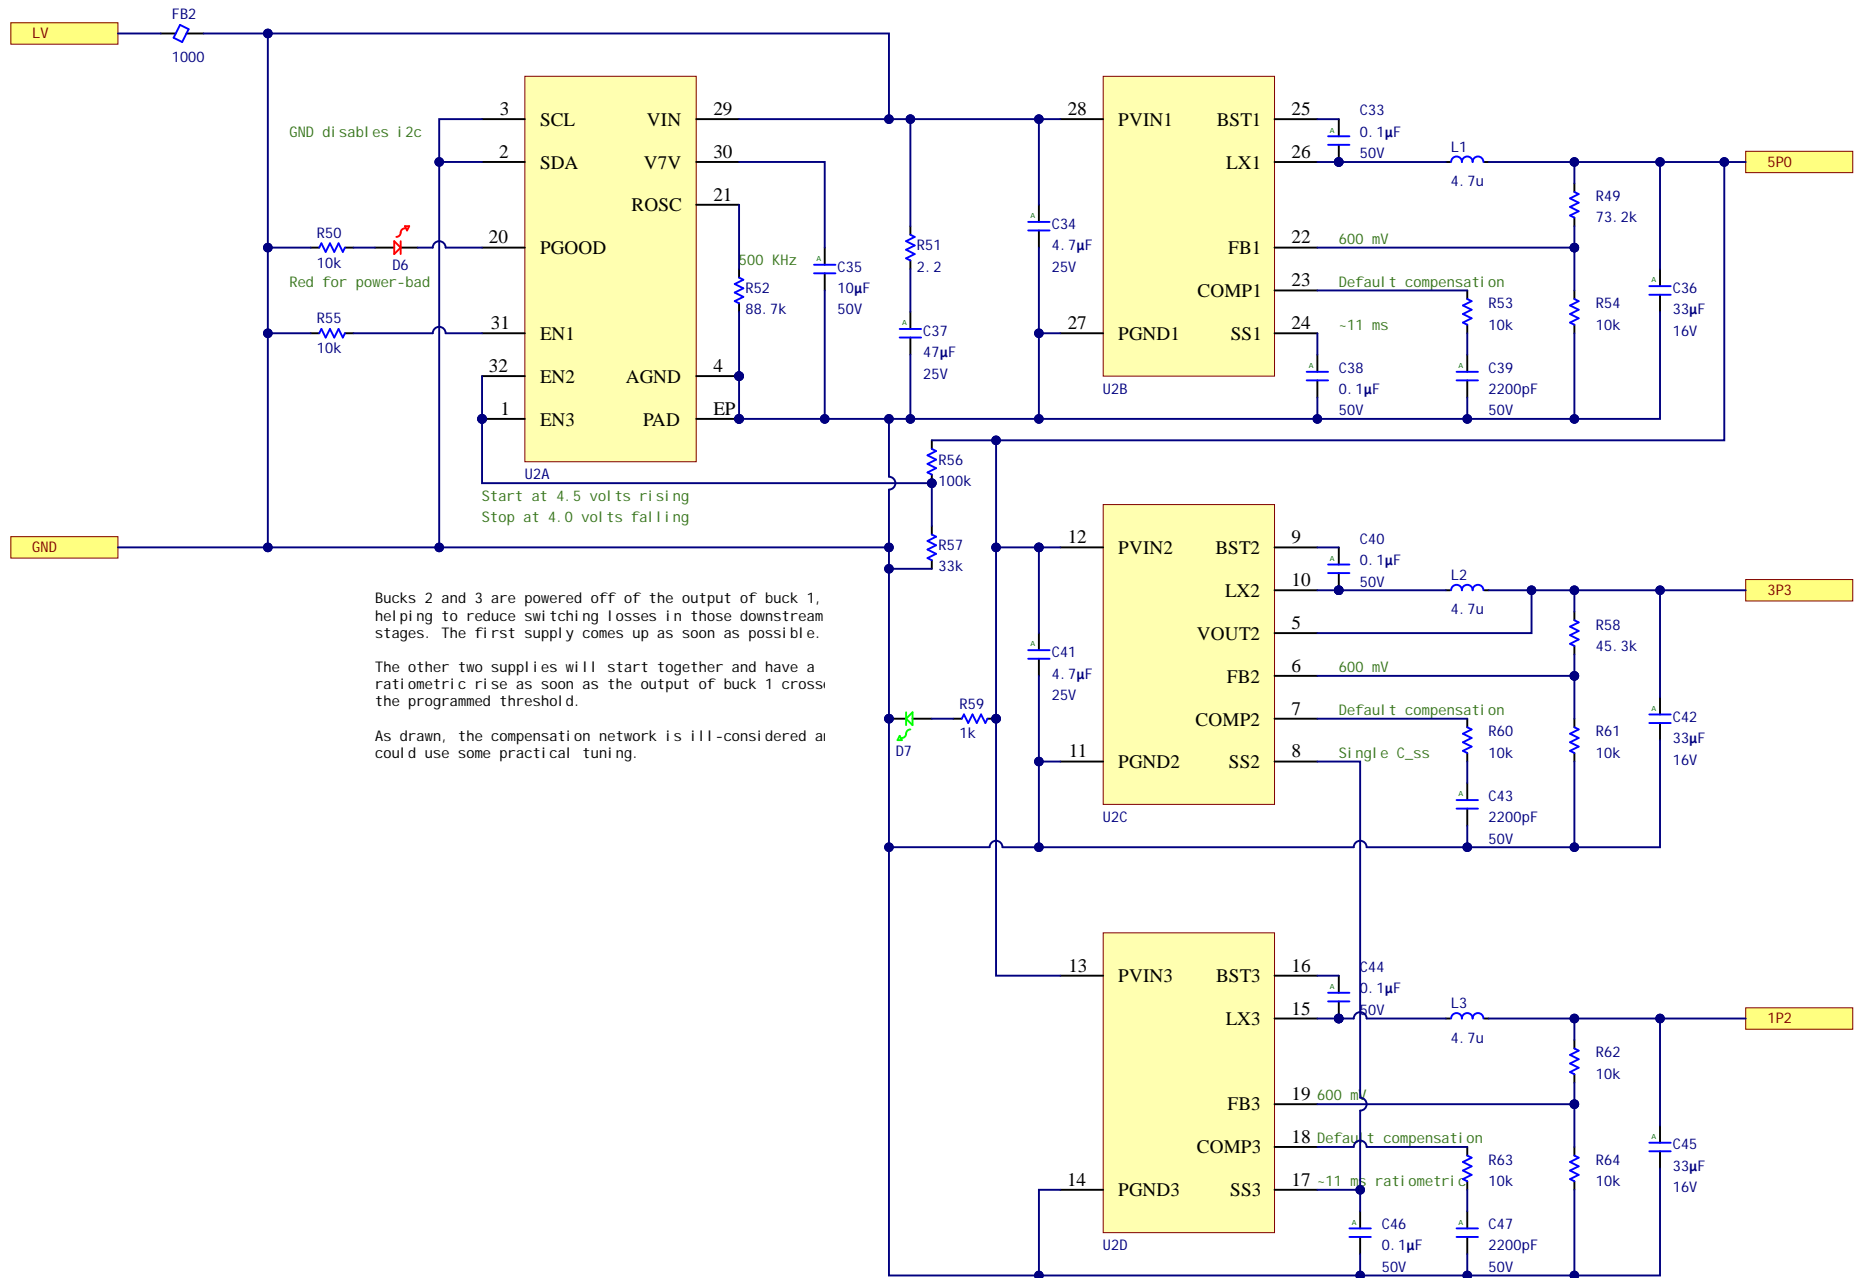 LV
FB2
1000
GND disables i2c
R50
10k
D6
Red for power-bad
R55
10k
GND
3
2
20
31
32
1
SCL
SDA
PGOOD
EN1
EN2
EN3
VIN
V7V
ROSC
AGND
PAD
29
30
21
4
EP
U2A
500 KHz
R52
88.7k
A
C35
10µF
50V
R51
2.2
A
C37
47µF
25V
A
C34
4.7µF
25V
Start at 4.5 volts rising
Stop at 4.0 volts falling
R56
100k
R57
33k
28
27
PVIN1
PGND1
BST1
LX1
FB1
COMP1
SS1
25
26
22
23
24
U2B
A
C33
0.1µF
50V
L1
4.7u
600 mV
Default compensation
~11 ms
R49
73.2k
R53
10k
R54
10k
A
C36
33µF
16V
A
C38
0.1µF
50V
A
C39
2200pF
50V
5P0
Bucks 2 and 3 are powered off of the output of buck 1,
helping to reduce switching losses in those downstream
stages. The first supply comes up as soon as possible.
The other two supplies will start together and have a
ratiometric rise as soon as the output of buck 1 cross
the programmed threshold.
As drawn, the compensation network is ill-considered a
could use some practical tuning.
D7
R59
1k
A
C41
4.7µF
25V
12
11
PVIN2
PGND2
BST2
LX2
VOUT2
FB2
COMP2
SS2
9
10
5
6
7
8
U2C
A
C40
0.1µF
50V
L2
4.7u
600 mV
Default compensation
Single C_ss
R58
45.3k
R60
10k
R61
10k
A
C42
33µF
16V
A
C43
2200pF
50V
3P3
13
14
PVIN3
PGND3
BST3
LX3
FB3
COMP3
SS3
16
15
19
18
17
U2D
A
C44
0.1µF
50V
L3
4.7u
600 mV
Default compensation
~11 ms ratiometric
R62
10k
R63
10k
R64
10k
A
C45
33µF
16V
A
C46
0.1µF
50V
A
C47
2200pF
50V
1P2